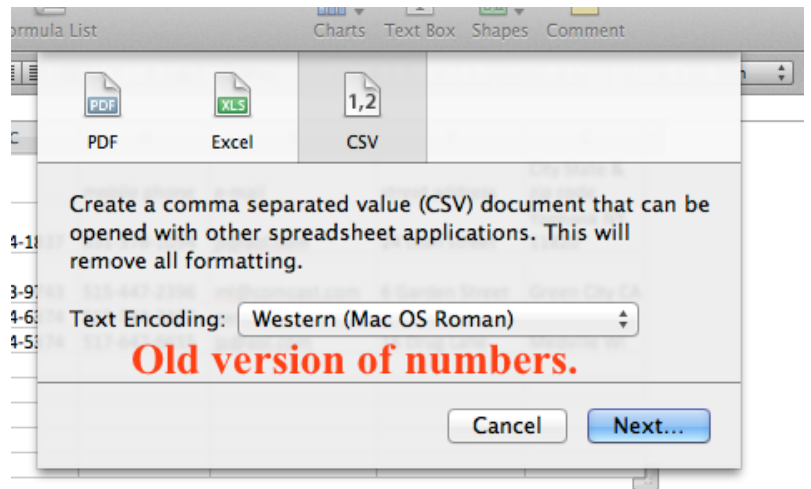 ormula List Charts Text Box Shapes Comment
PDF XLS 1,2
PDF Excel CSV
C
Create a comma separated value (CSV) document that can be
opened with other spreadsheet applications. This will
remove all formatting.
Text Encoding: Western (Mac OS Roman)
Old version of numbers.
Cancel Next...